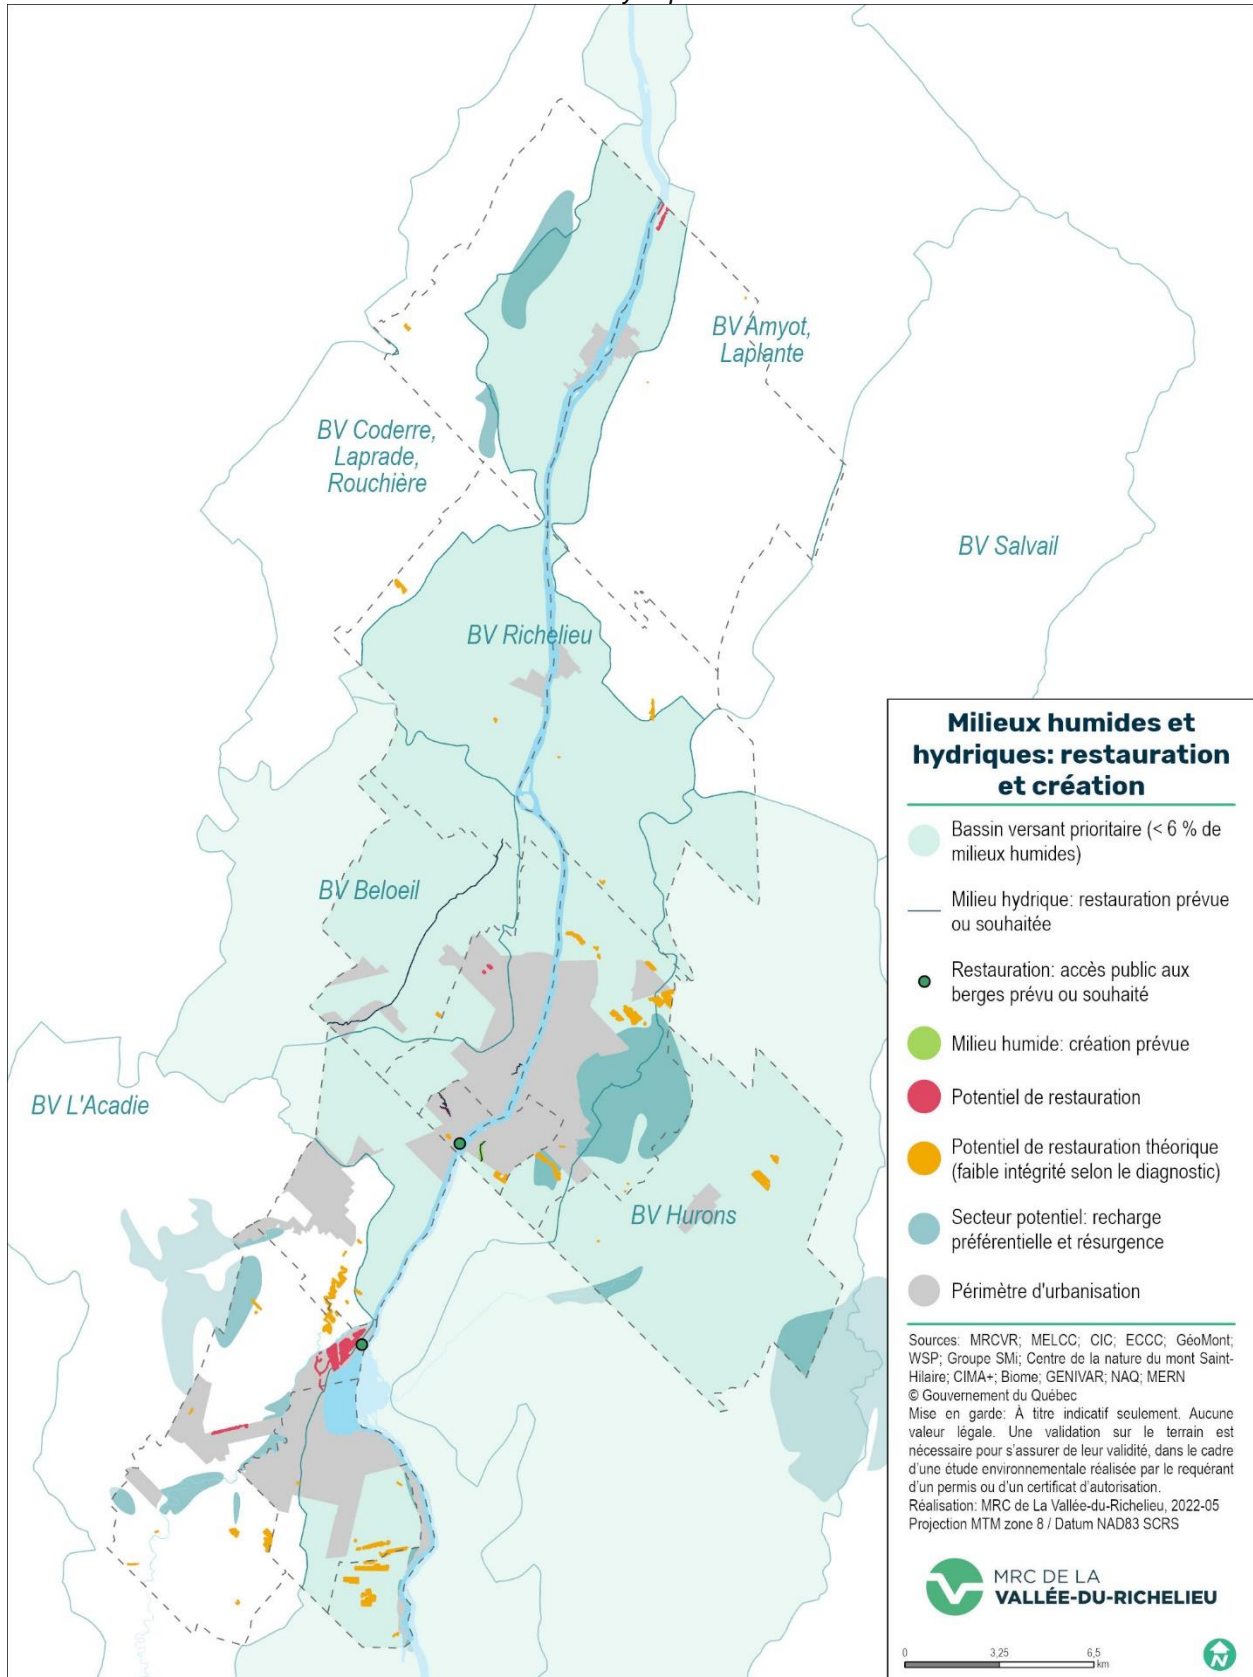 BV Amyot,
Laplante
BV Coderre,
Laprade,
Rouchière
BV Salvail
BV Richelieu
BV Beloeil
BV L'Acadie
BV Hurons
Milieux humides et
hydriques: restauration
et création
Bassin versant prioritaire (< 6 % de
milieux humides)
Milieu hydrique: restauration prévue
ou souhaitée
Restauration: accès public aux
berges prévu ou souhaité
Milieu humide: création prévue
Potentiel de restauration
Potentiel de restauration théorique
(faible intégrité selon le diagnostic)
Secteur potentiel: recharge
préférentielle et résurgence
Périmètre d'urbanisation
Sources: MRCVR; MELCC; CIC; ECCC; GéoMont;
WSP; Groupe SMi; Centre de la nature du mont Saint-
Hilaire; CIMA+; Biome; GENIVAR; NAQ; MERN
© Gouvernement du Québec
Mise en garde: À titre indicatif seulement. Aucune
valeur légale. Une validation sur le terrain est
nécessaire pour s'assurer de leur validité, dans le cadre
d'une étude environnementale réalisée par le requérant
d'un permis ou d'un certificat d'autorisation.
Réalisation: MRC de La Vallée-du-Richelieu, 2022-05
Projection MTM zone 8 / Datum NAD83 SCRS
MRC DE LA
VALLÉE-DU-RICHELIEU
0 3,25 6,5
km
N